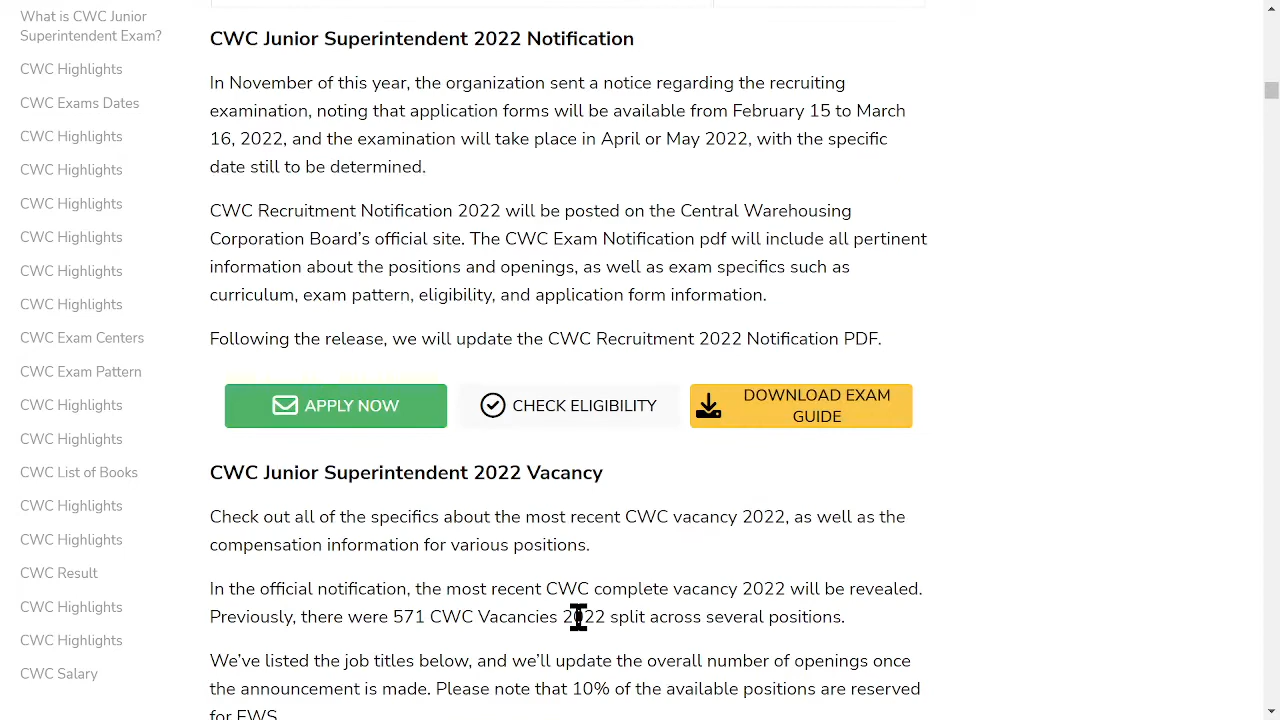 What is CWC Junior
Superintendent Exam?
CWC Highlights
CWC Exams Dates
CWC Highlights
CWC Highlights
CWC Highlights
CWC Highlights
CWC Highlights
CWC Highlights
CWC Exam Centers
CWC Exam Pattern
CWC Highlights
CWC Highlights
CWC List of Books
CWC Highlights
CWC Highlights
CWC Result
CWC Highlights
CWC Highlights
CWC Salary
CWC Junior Superintendent 2022 Notification
In November of this year, the organization sent a notice regarding the recruiting
examination, noting that application forms will be available from February 15 to March
16, 2022, and the examination will take place in April or May 2022, with the specific
date still to be determined.
CWC Recruitment Notification 2022 will be posted on the Central Warehousing
Corporation Board’s official site. The CWC Exam Notification pdf will include all pertinent
information about the positions and openings, as well as exam specifics such as
curriculum, exam pattern, eligibility, and application form information.
Following the release, we will update the CWC Recruitment 2022 Notification PDF.
APPLY NOW
CHECK ELIGIBILITY
DOWNLOAD EXAM
GUIDE
CWC Junior Superintendent 2022 Vacancy
Check out all of the specifics about the most recent CWC vacancy 2022, as well as the
compensation information for various positions.
In the official notification, the most recent CWC complete vacancy 2022 will be revealed.
Previously, there were 571 CWC Vacancies 2022 split across several positions.
We’ve listed the job titles below, and we’ll update the overall number of openings once
the announcement is made. Please note that 10% of the available positions are reserved
for EWS.